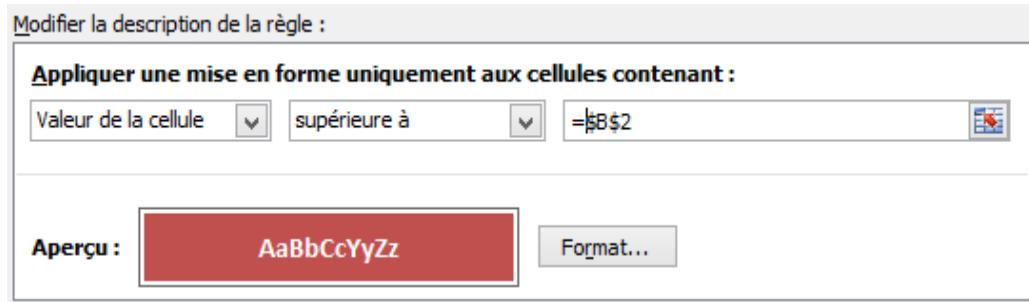 Modifier la description de la règle :
Appliquer une mise en forme uniquement aux cellules contenant :
Valeur de la cellule supérieure à =$B$2
Aperçu : AaBbCcYyZz Format...